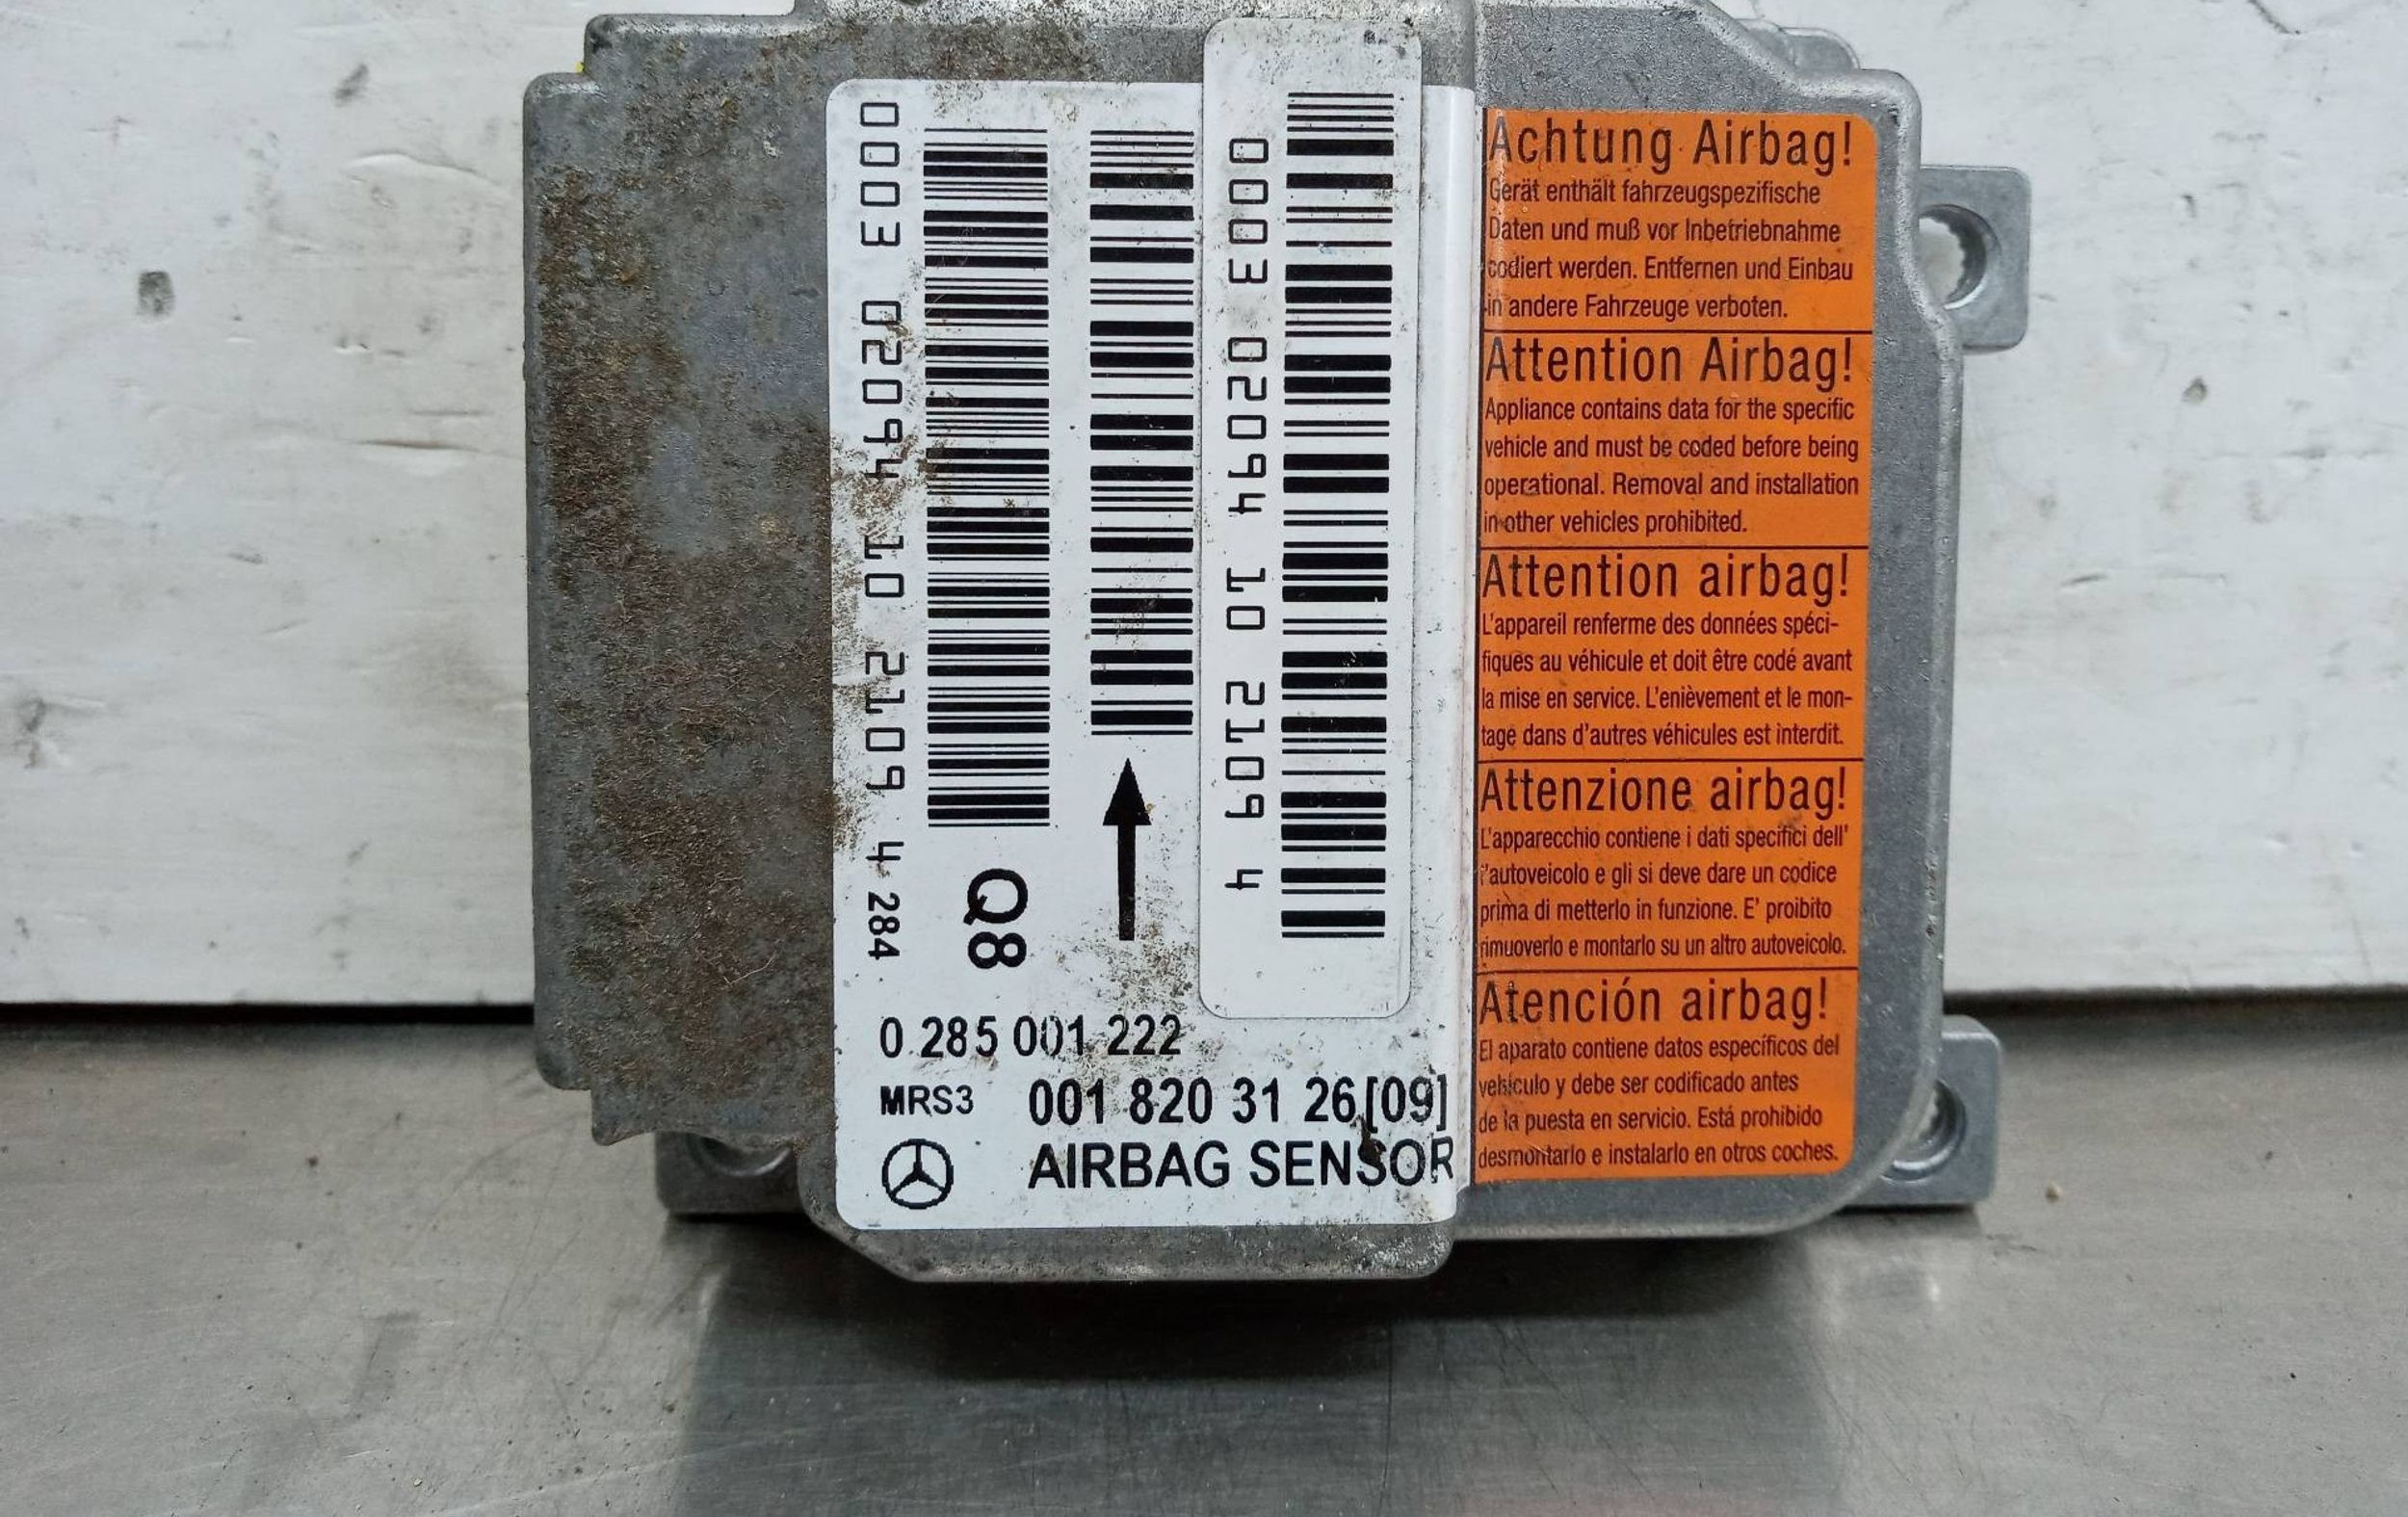 0003 02094 10 2109 4 284
Q8
0003 02094 10 2109 4
0 285 001 222
MRS3 001 820 31 26[09]
AIRBAG SENSOR
Achtung Airbag!
Gerät enthält fahrzeugspezifische
Daten und muß vor Inbetriebnahme
codiert werden. Entfernen und Einbau
in andere Fahrzeuge verboten.
Attention Airbag!
Appliance contains data for the specific
vehicle and must be coded before being
operational. Removal and installation
in other vehicles prohibited.
Attention airbag!
L'appareil renferme des données spéci-
fiques au véhicule et doit être codé avant
la mise en service. L'enièvement et le mon-
tage dans d'autres véhicules est interdit.
Attenzione airbag!
L'apparecchio contiene i dati specifici dell'
l'autoveicolo e gli si deve dare un codice
prima di metterlo in funzione. E' proibito
rimuoverlo e montarlo su un altro autoveicolo.
Atención airbag!
El aparato contiene datos específicos del
vehículo y debe ser codificado antes
de la puesta en servicio. Está prohibido
desmontarlo e instalarlo en otros coches.